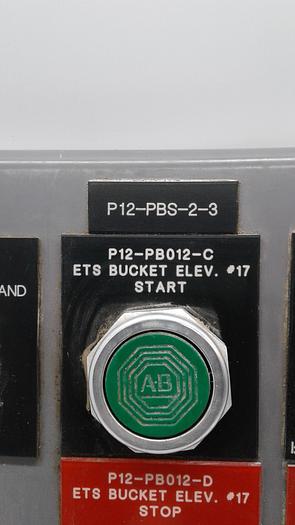 P12-PBS-2-3
P12-PB012-C
ETS BUCKET ELEV. #17
START
AND
AB
P12-PB012-D
ETS BUCKET ELEV. #17
STOP